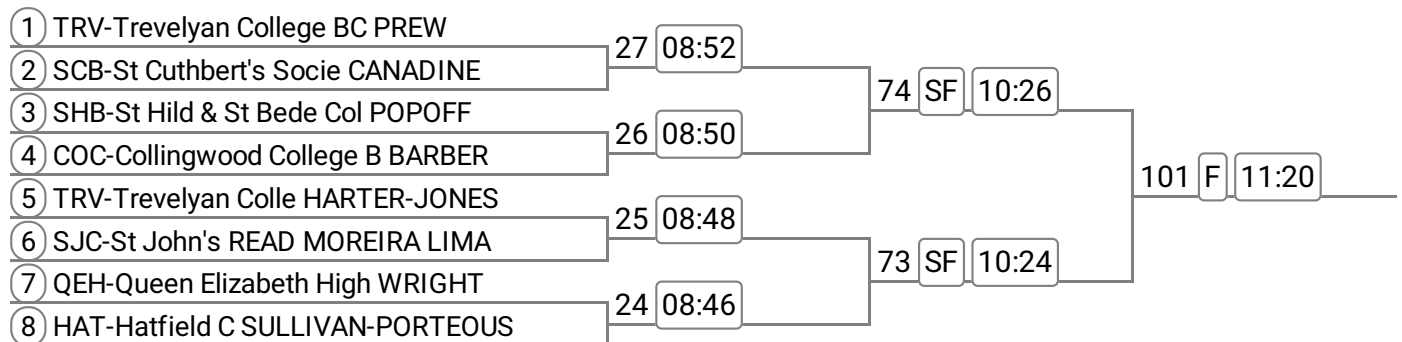 1 TRV-Trevelyan College BC PREW
27 08:52
2 SCB-St Cuthbert's Socie CANADINE
74 SF 10:26
3 SHB-St Hild & St Bede Col POPOFF
26 08:50
4 COC-Collingwood College B BARBER
101 F 11:20
5 TRV-Trevelyan Colle HARTER-JONES
25 08:48
6 SJC-St John's READ MOREIRA LIMA
73 SF 10:24
7 QEH-Queen Elizabeth High WRIGHT
24 08:46
8 HAT-Hatfield C SULLIVAN-PORTEOUS